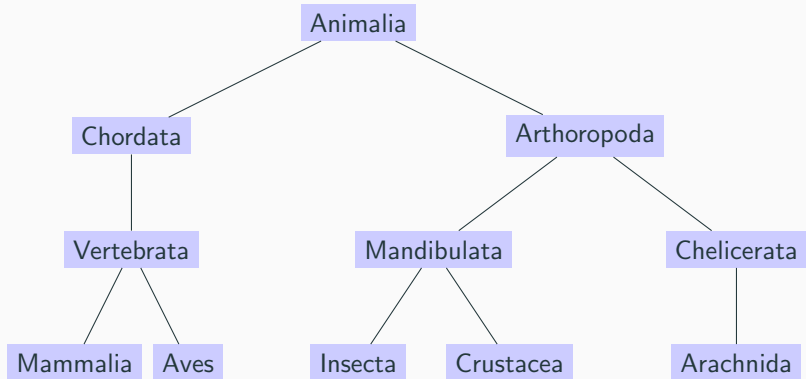 Animalia
Chordata
Arthoropoda
Vertebrata
Mandibulata
Chelicerata
Mammalia
Aves
Insecta
Crustacea
Arachnida